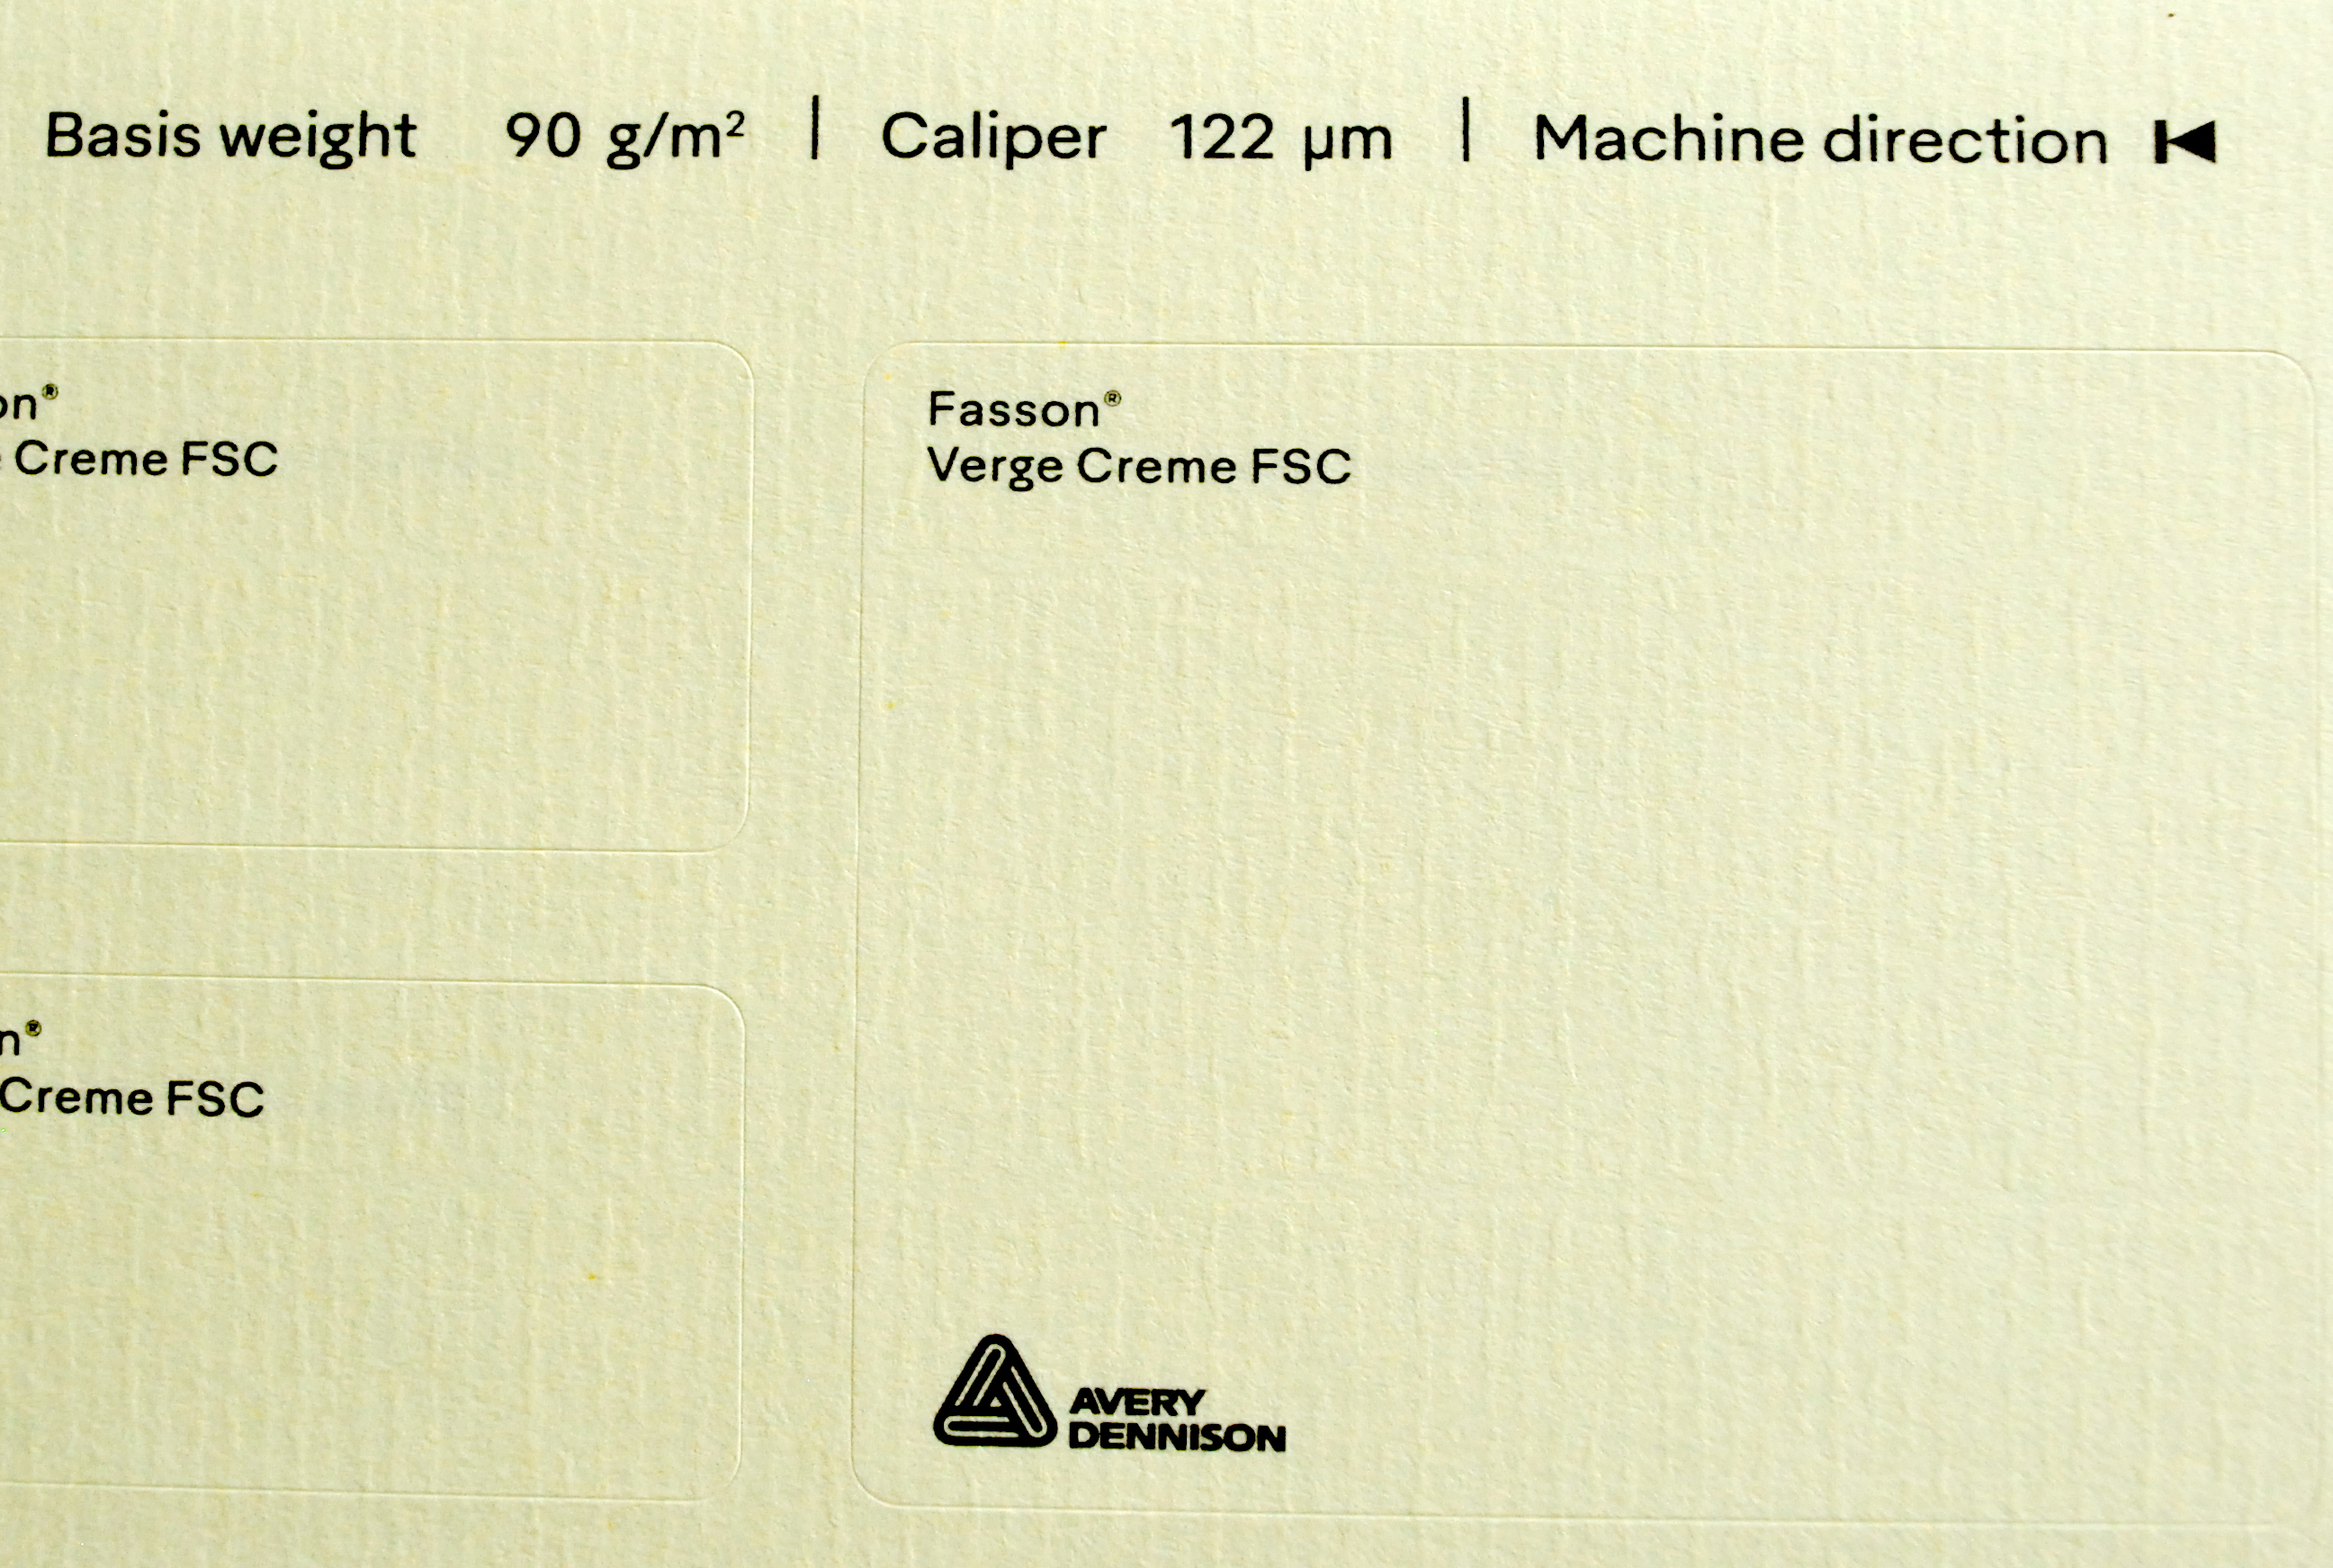 Basis weight 90 g/m² | Caliper 122 µm | Machine direction
on®
Creme FSC
Fasson®
Verge Creme FSC
n®
Creme FSC
AVERY
DENNISON